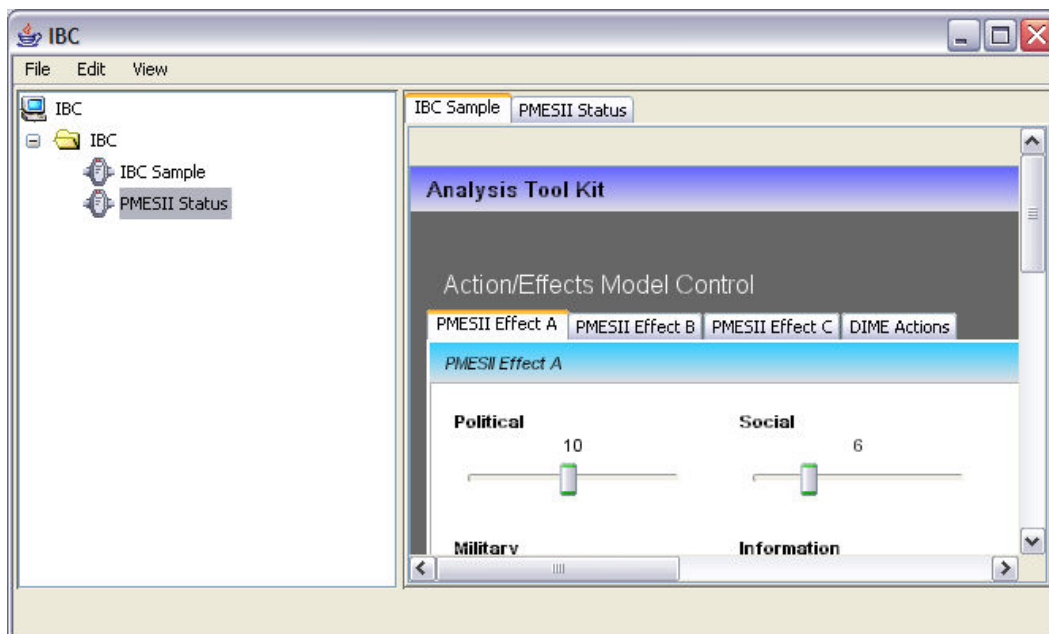 IBC
File Edit View
IBC
IBC
IBC Sample
PMESII Status
IBC Sample PMESII Status
Analysis Tool Kit
Action/Effects Model Control
PMESII Effect A PMESII Effect B PMESII Effect C DIME Actions
PMESII Effect A
Political Social
10 6
Military Information